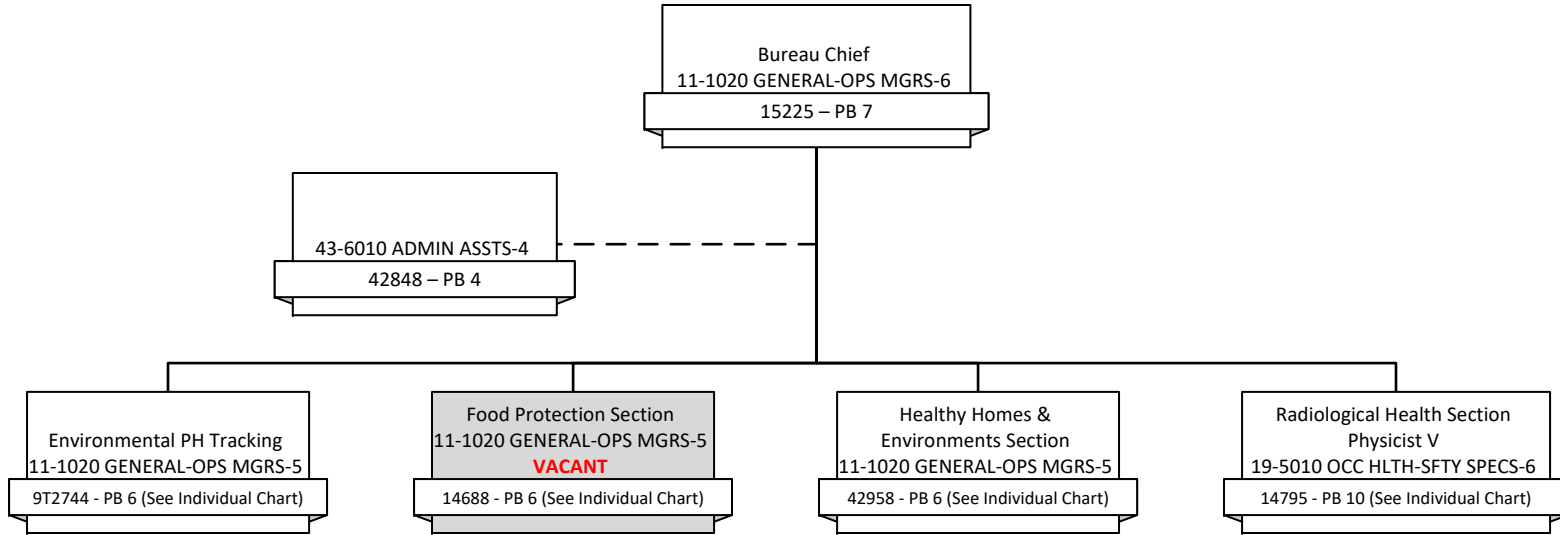 Bureau Chief
11-1020 GENERAL-OPS MGRS-6
15225 – PB 7
43-6010 ADMIN ASSTS-4
42848 – PB 4
Environmental PH Tracking
11-1020 GENERAL-OPS MGRS-5
9T2744 - PB 6 (See Individual Chart)
Food Protection Section
11-1020 GENERAL-OPS MGRS-5
VACANT
14688 - PB 6 (See Individual Chart)
Healthy Homes &
Environments Section
11-1020 GENERAL-OPS MGRS-5
42958 - PB 6 (See Individual Chart)
Radiological Health Section
Physicist V
19-5010 OCC HLTH-SFTY SPECS-6
14795 - PB 10 (See Individual Chart)